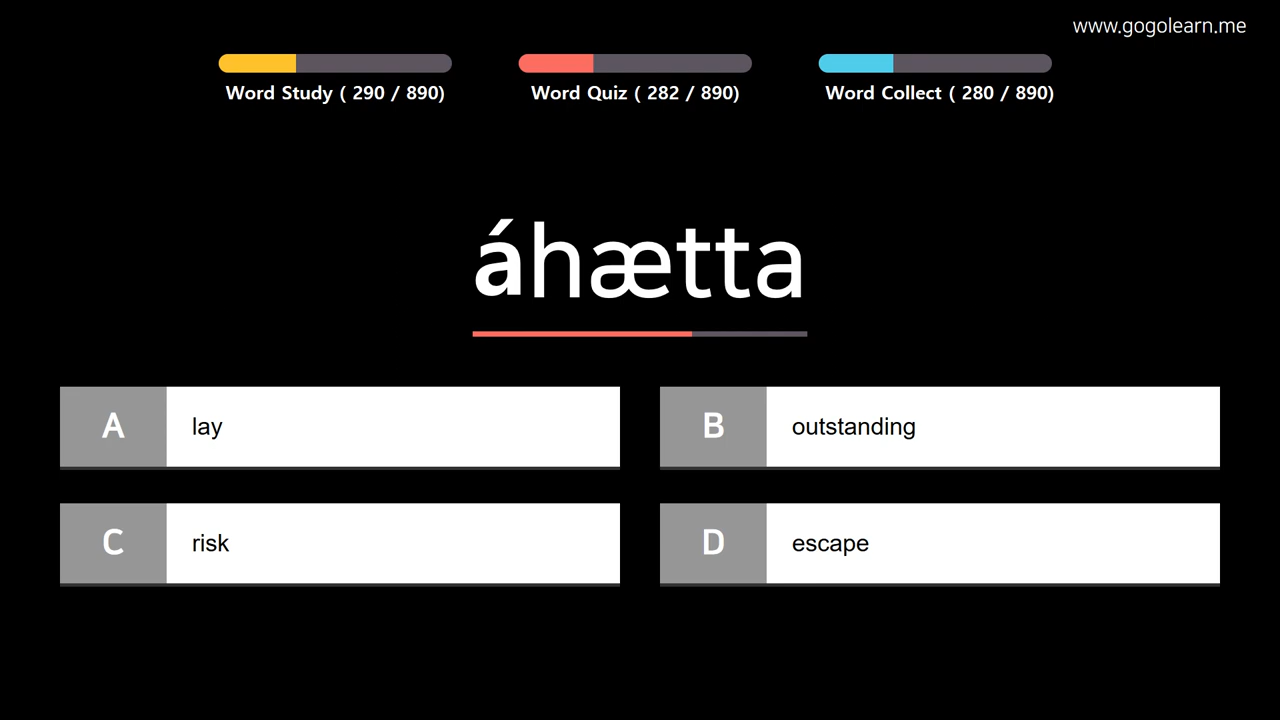 www.gogolearn.me
Word Study ( 290 / 890)
Word Quiz ( 282 / 890)
Word Collect ( 280 / 890)
áhætta
A lay
B outstanding
C risk
D escape